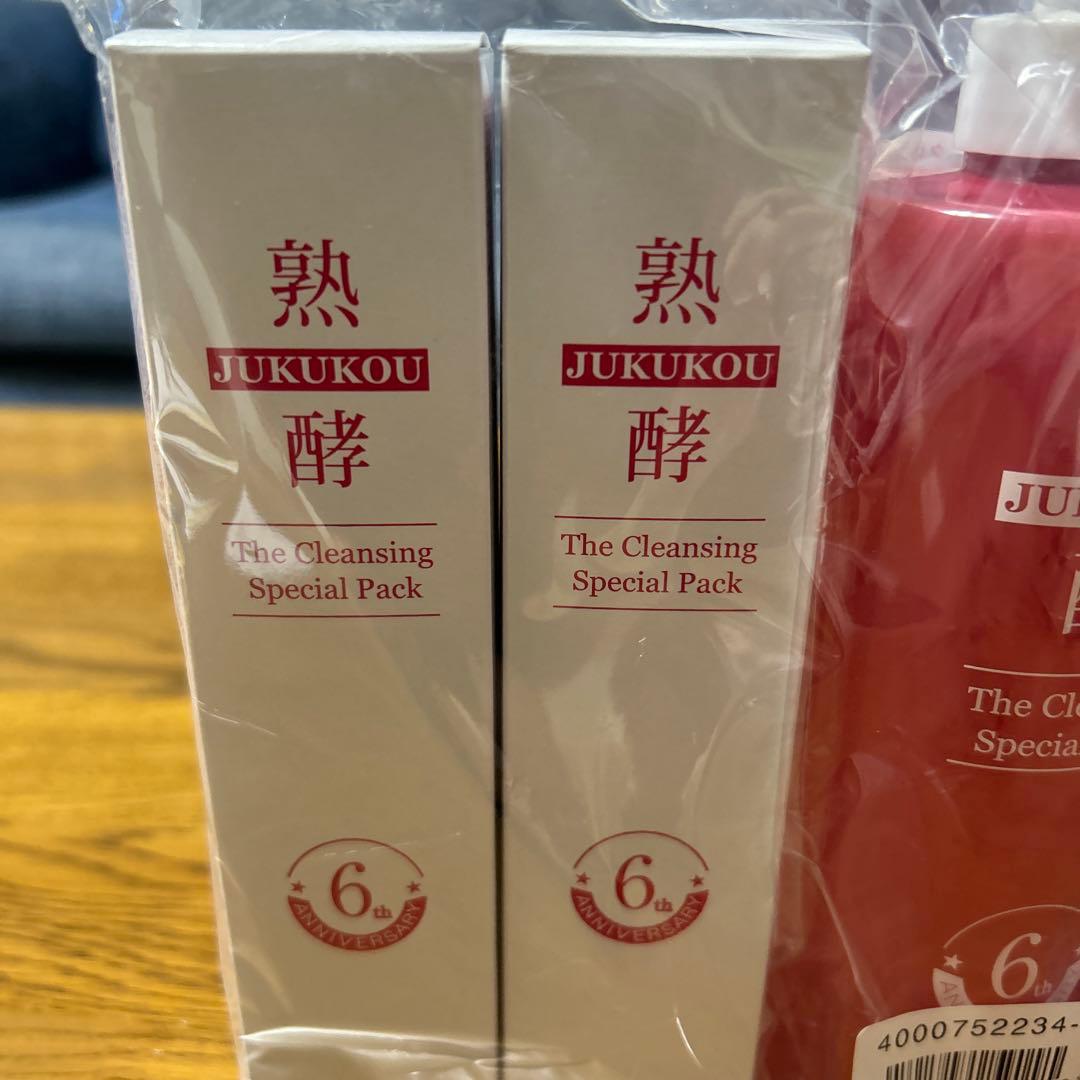 熟
JUKUKOU
酵
The Cleansing
Special Pack
6th
ANNIVERSARY
熟
JUKUKOU
酵
The Cleansing
Special Pack
6th
ANNIVERSARY
The
6th
4000752234-